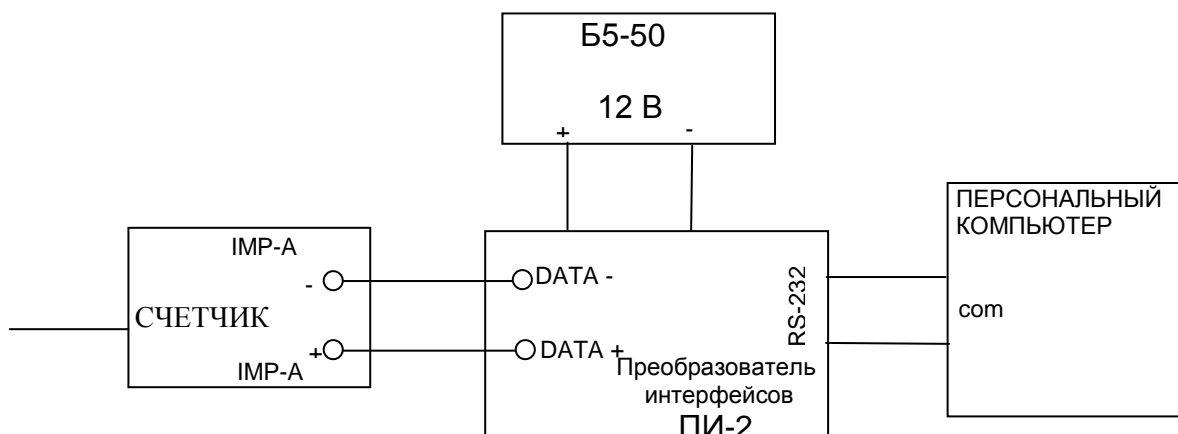 Б5-50
12 В
+ -
ПЕРСОНАЛЬНЫЙ
КОМПЬЮТЕР
IMP-A
-
DATA -
RS-232
СЧЕТЧИК
com
+
DATA +
IMP-A
Преобразователь
интерфейсов
ПИ-2